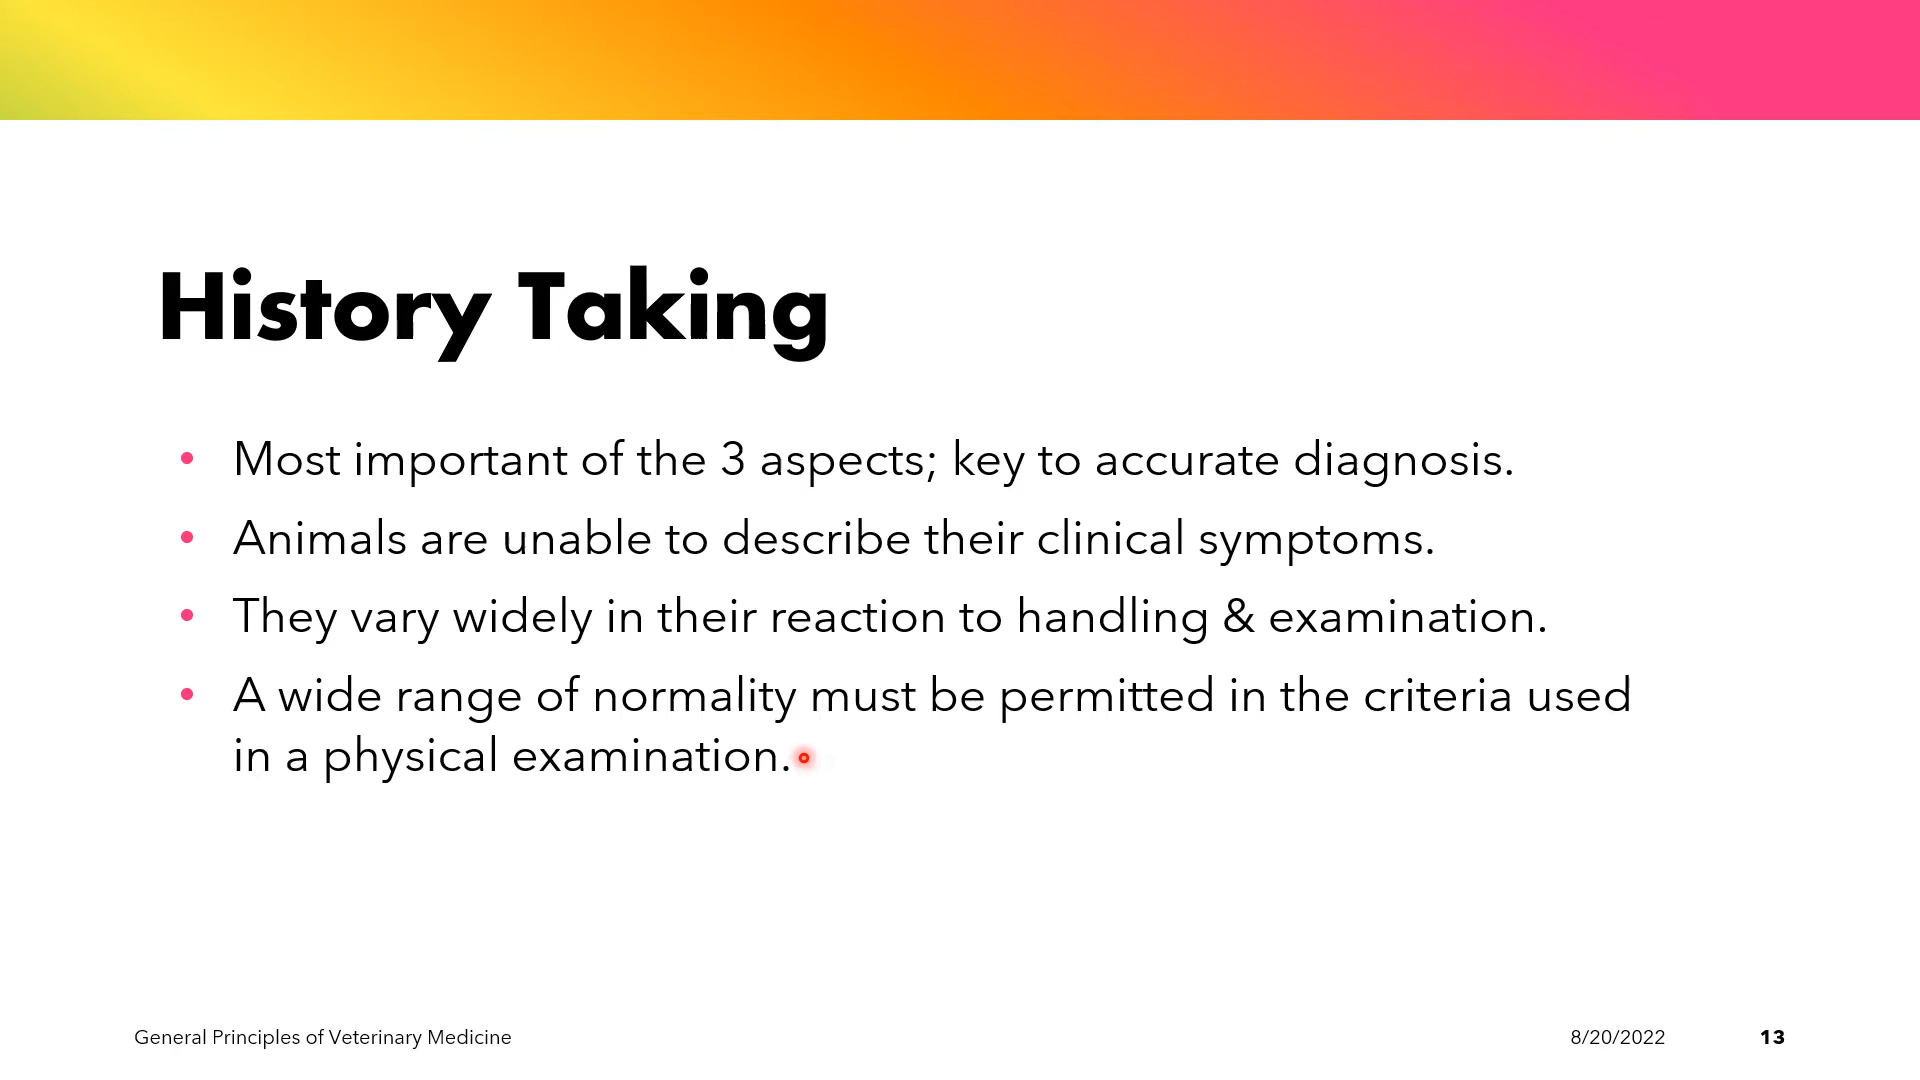 History Taking
• Most important of the 3 aspects; key to accurate diagnosis.
• Animals are unable to describe their clinical symptoms.
• They vary widely in their reaction to handling & examination.
• A wide range of normality must be permitted in the criteria used
in a physical examination.
General Principles of Veterinary Medicine
8/20/2022
13